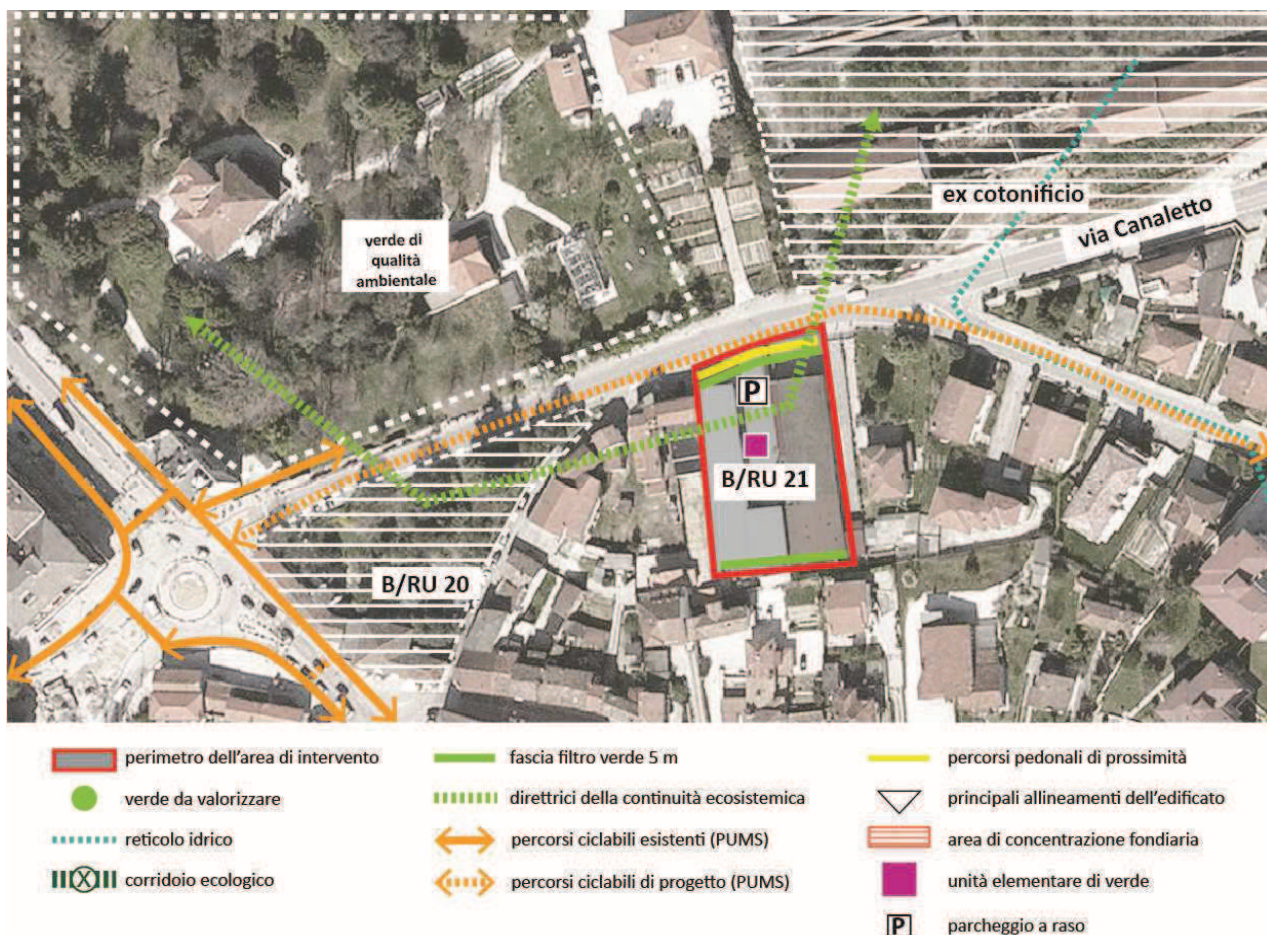 ex cotonificio
via Canaletto
verde di
qualità
ambientale
P
B/RU 21
B/RU 20
perimetro dell'area di intervento
verde da valorizzare
reticolo idrico
X
corridoio ecologico
fascia filtro verde 5 m
direttrici della continuità ecosistemica
percorsi ciclabili esistenti (PUMS)
percorsi ciclabili di progetto (PUMS)
percorsi pedonali di prossimità
principali allineamenti dell'edificato
area di concentrazione fondiaria
unità elementare di verde
P
parcheggio a raso